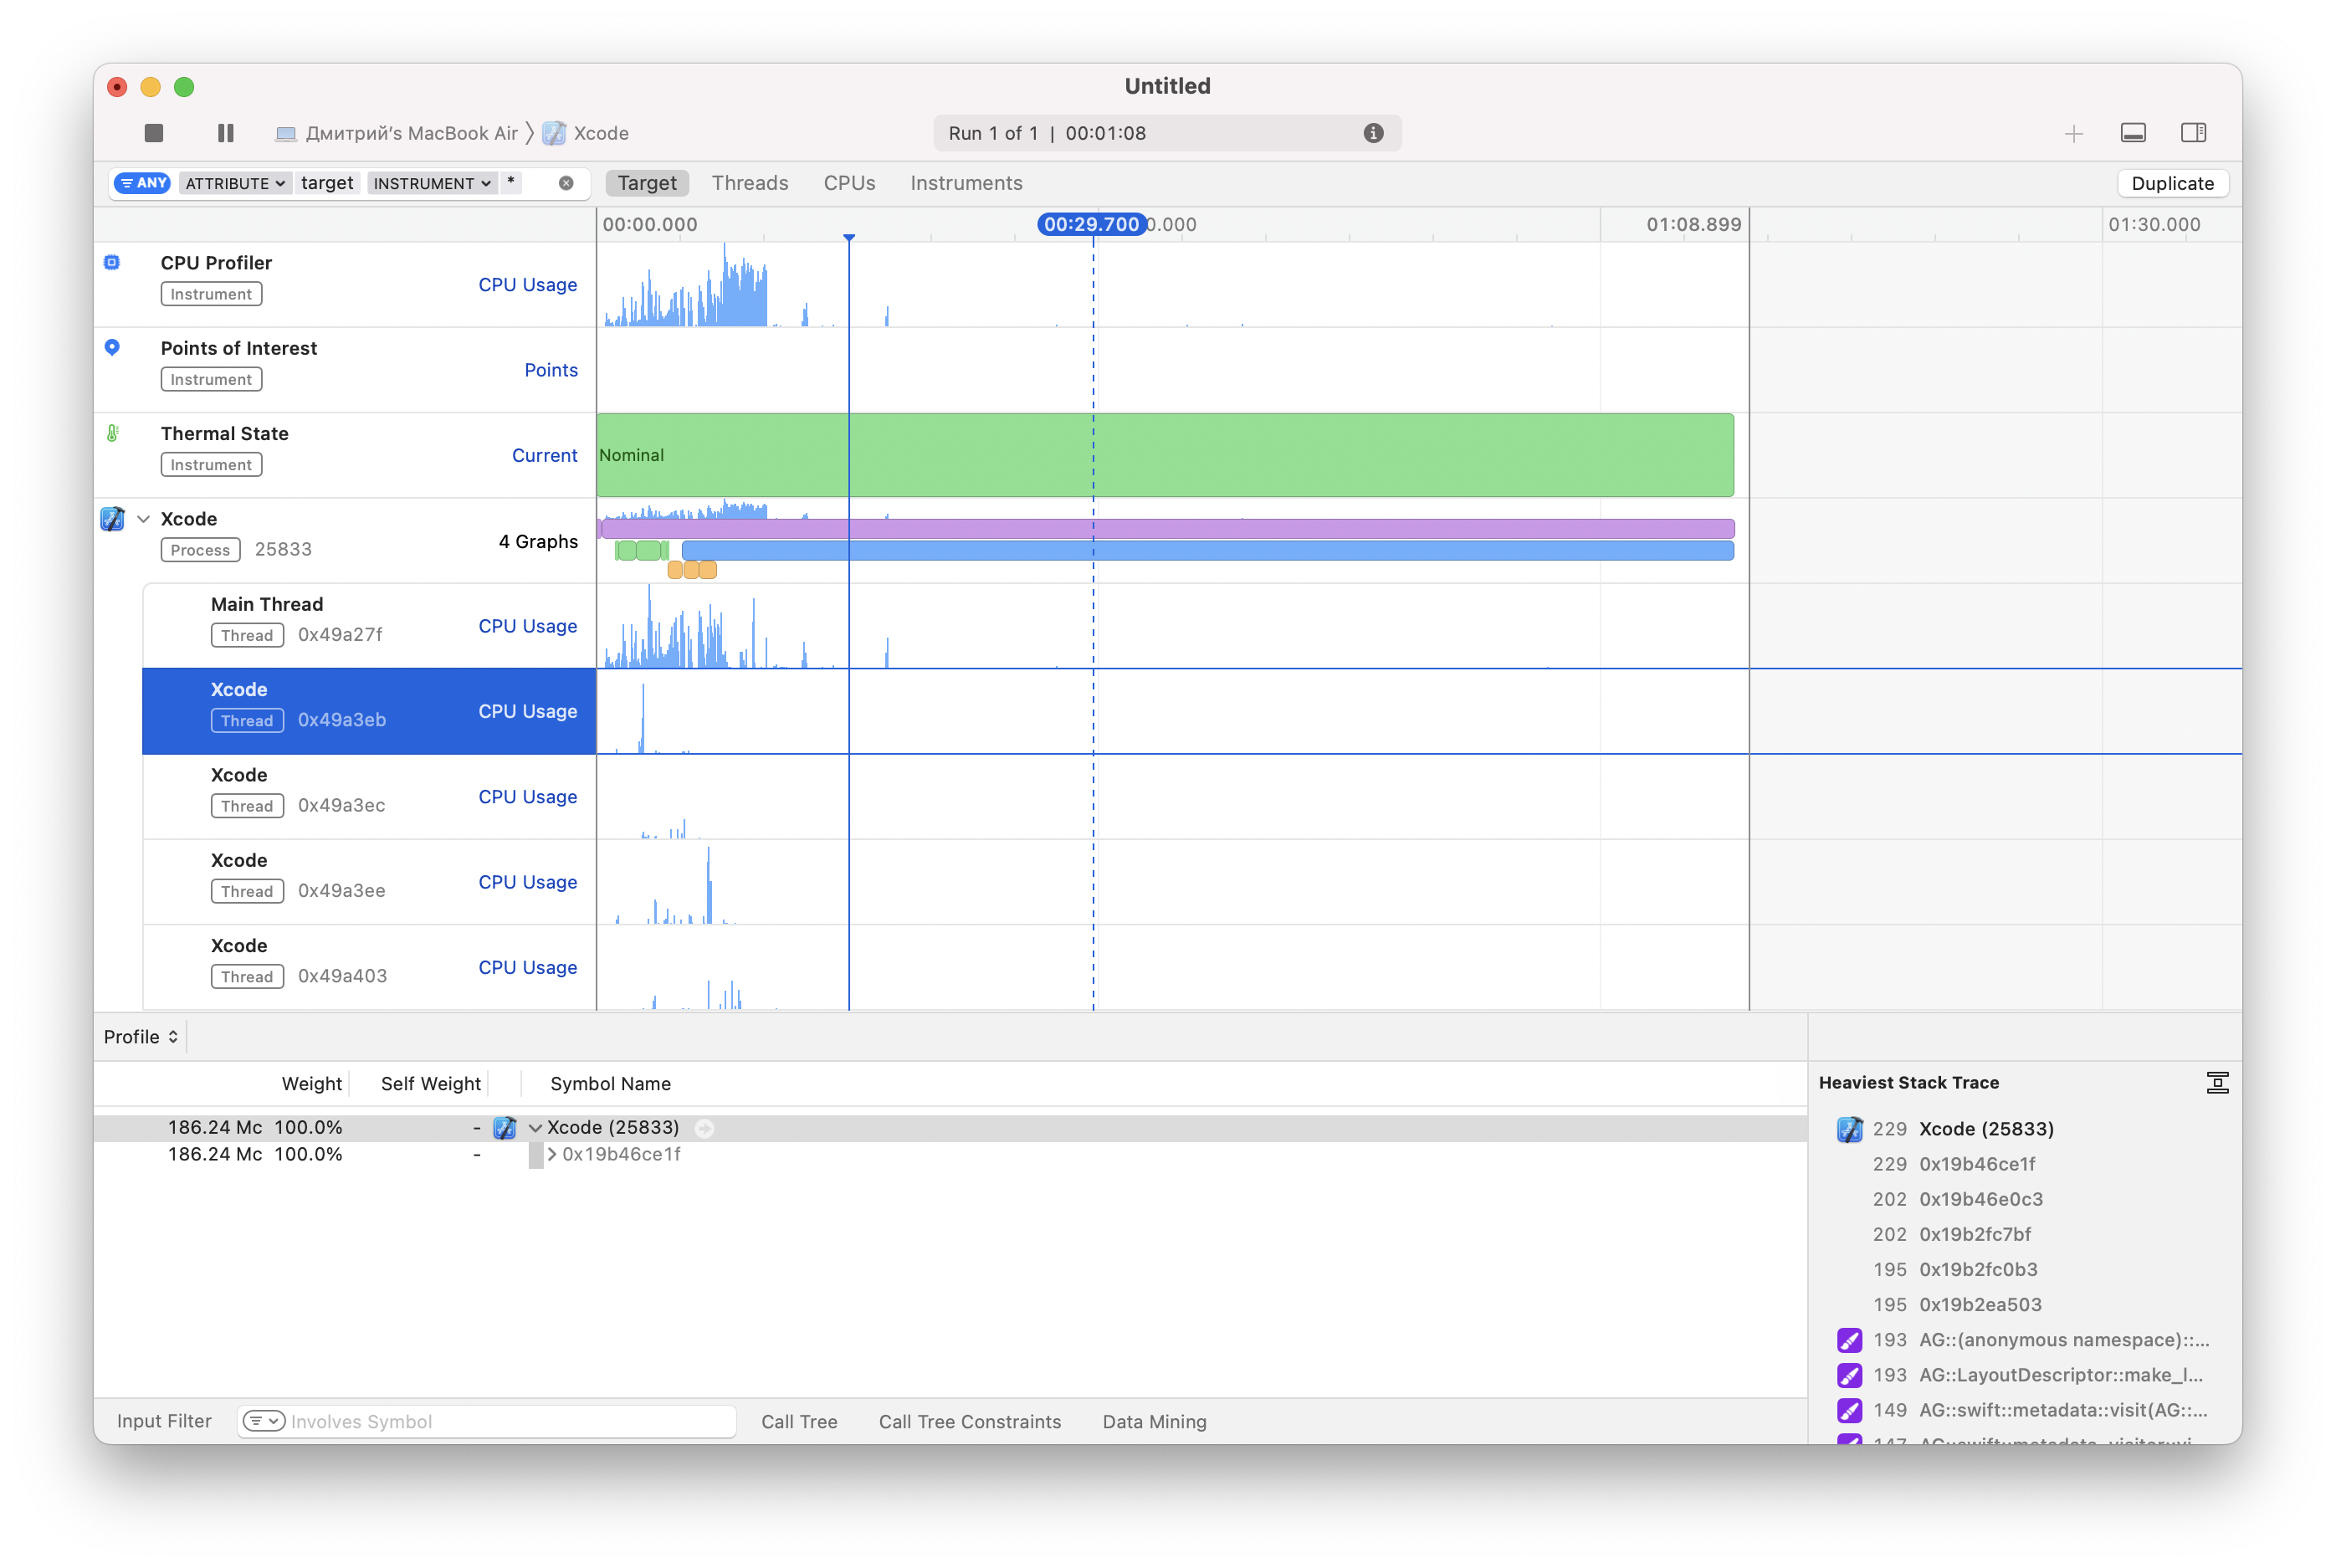 Untitled
Дмитрий’s MacBook Air 〉 Xcode
Run 1 of 1 | 00:01:08
ANY ATTRIBUTE target INSTRUMENT *
Target Threads CPUs Instruments
Duplicate
00:00.000 00:29.700 0.000 01:08.899 01:30.000
CPU Profiler
Instrument
CPU Usage
Points of Interest
Instrument
Points
Thermal State
Instrument
Current
Nominal
Xcode
Process 25833
4 Graphs
Main Thread
Thread 0x49a27f
CPU Usage
Xcode
Thread 0x49a3eb
CPU Usage
Xcode
Thread 0x49a3ec
CPU Usage
Xcode
Thread 0x49a3ee
CPU Usage
Xcode
Thread 0x49a403
CPU Usage
Profile
Weight Self Weight Symbol Name
186.24 Mc 100.0% - Xcode (25833)
186.24 Mc 100.0% - 0x19b46ce1f
Heaviest Stack Trace
229 Xcode (25833)
229 0x19b46ce1f
202 0x19b46e0c3
202 0x19b2fc7bf
195 0x19b2fc0b3
195 0x19b2ea503
193 AG::(anonymous namespace)::...
193 AG::LayoutDescriptor::make_l...
149 AG::swift::metadata::visit(AG::...
Input Filter Involves Symbol Call Tree Call Tree Constraints Data Mining